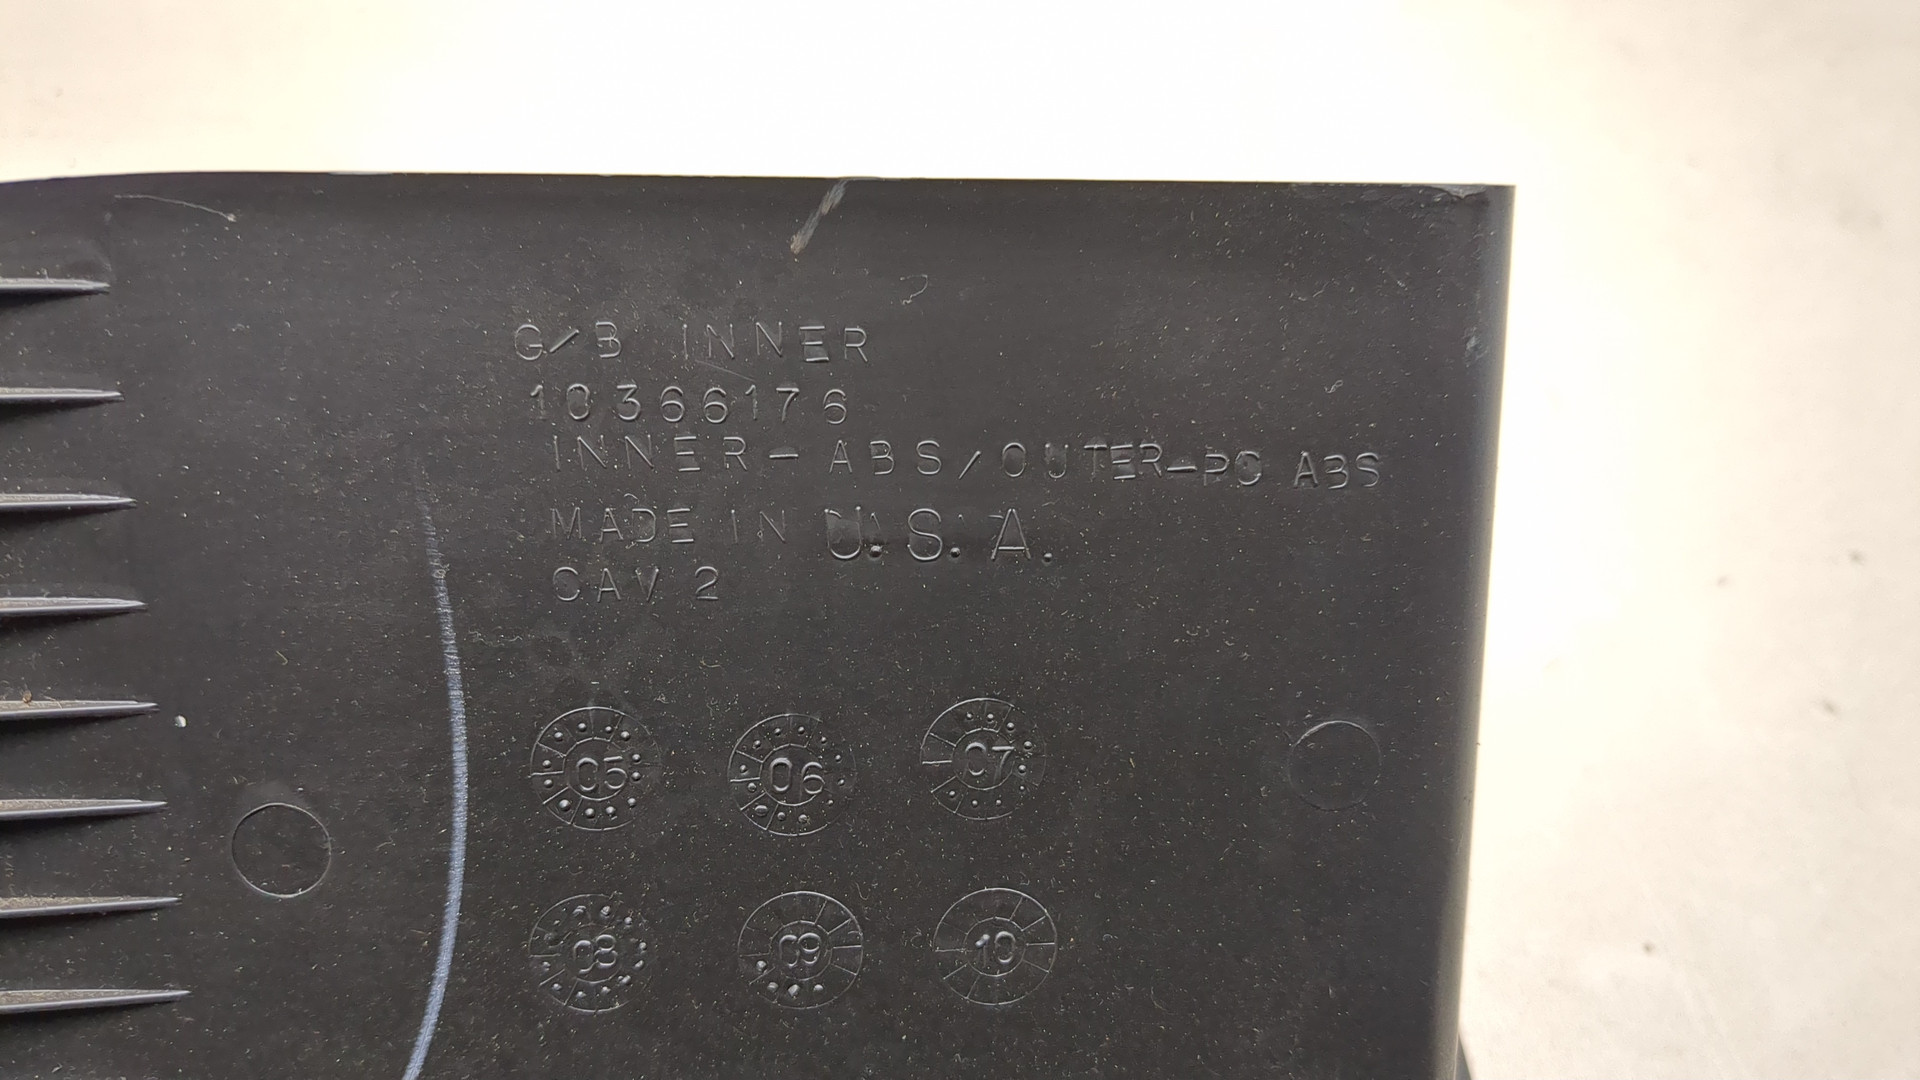 G/B INNER
10366176
INNER-ABS/OUTER-PC ABS
MADE IN U.S.A.
CAV 2
05 06 07
08 09 10